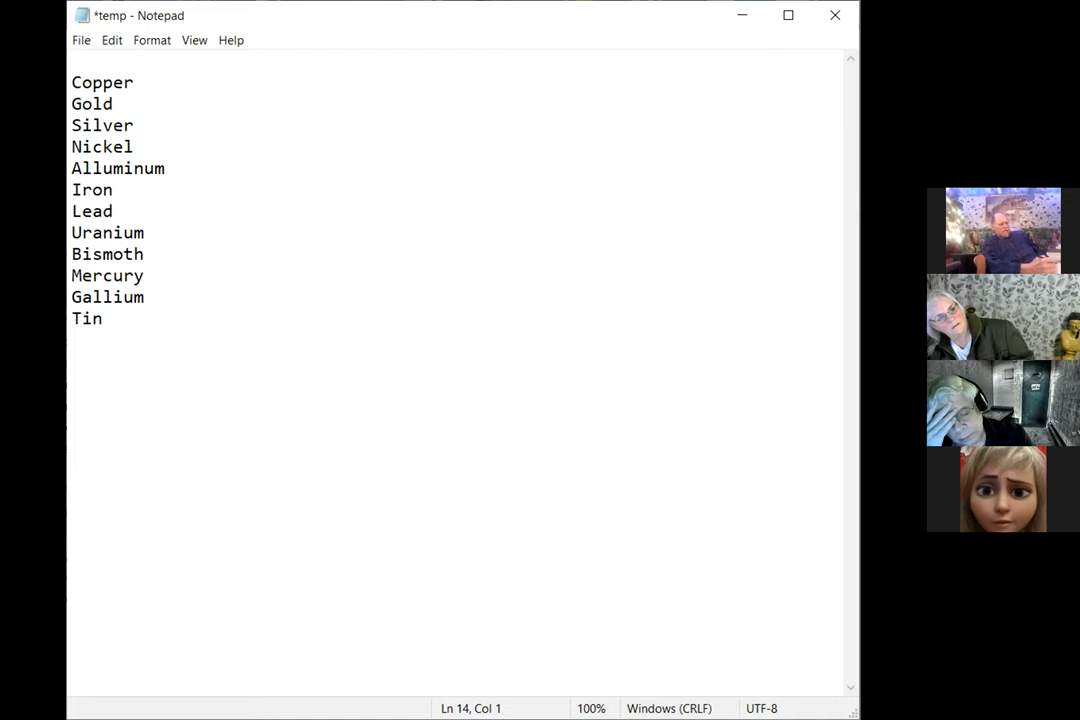 *temp - Notepad
File Edit Format View Help
Copper
Gold
Silver
Nickel
Alluminum
Iron
Lead
Uranium
Bismoth
Mercury
Gallium
Tin
Ln 14, Col 1 100% Windows (CRLF) UTF-8